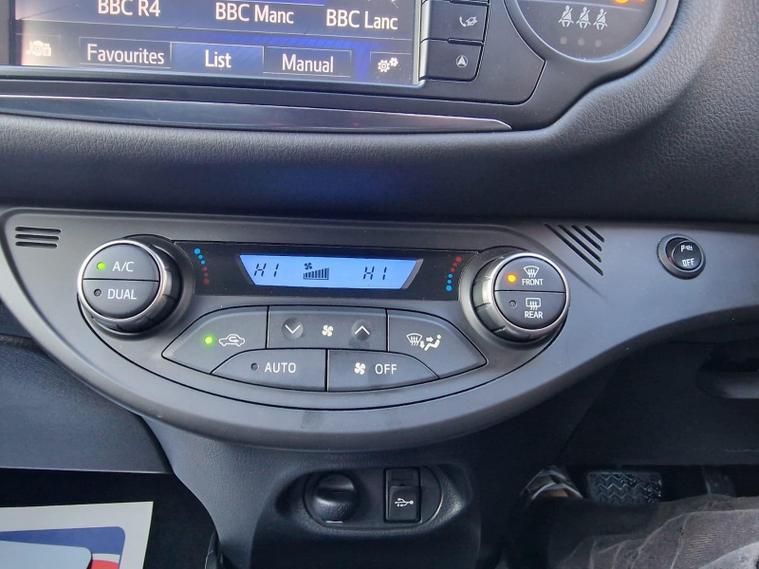 BBC R4 BBC Manc BBC Lanc
Favourites List Manual
A/C
DUAL
HI HI
FRONT
REAR
OFF
AUTO
OFF